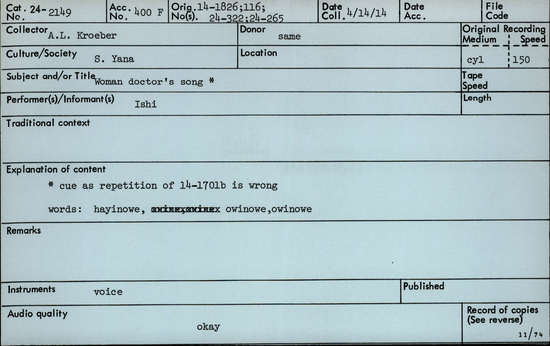 Cat. 24- 2149 Acc. No. 400 F Orig. 14-1826;116; No(s). 24-322;24-265 Date Coll. 4/14/14 Date Acc. File Code
Collector A.L. Kroeber Donor same Original Recording Medium Speed
Culture/Society S. Yana Location cyl 150
Subject and/or Title Woman doctor's song * Tape Speed
Performer(s)/Informant(s) Ishi Length
Traditional context
Explanation of content
* cue as repetition of 14-1701b is wrong
words: hayinowe, owinowe,owinowe
Remarks
Instruments voice Published
Audio quality okay Record of copies (See reverse) 11/74